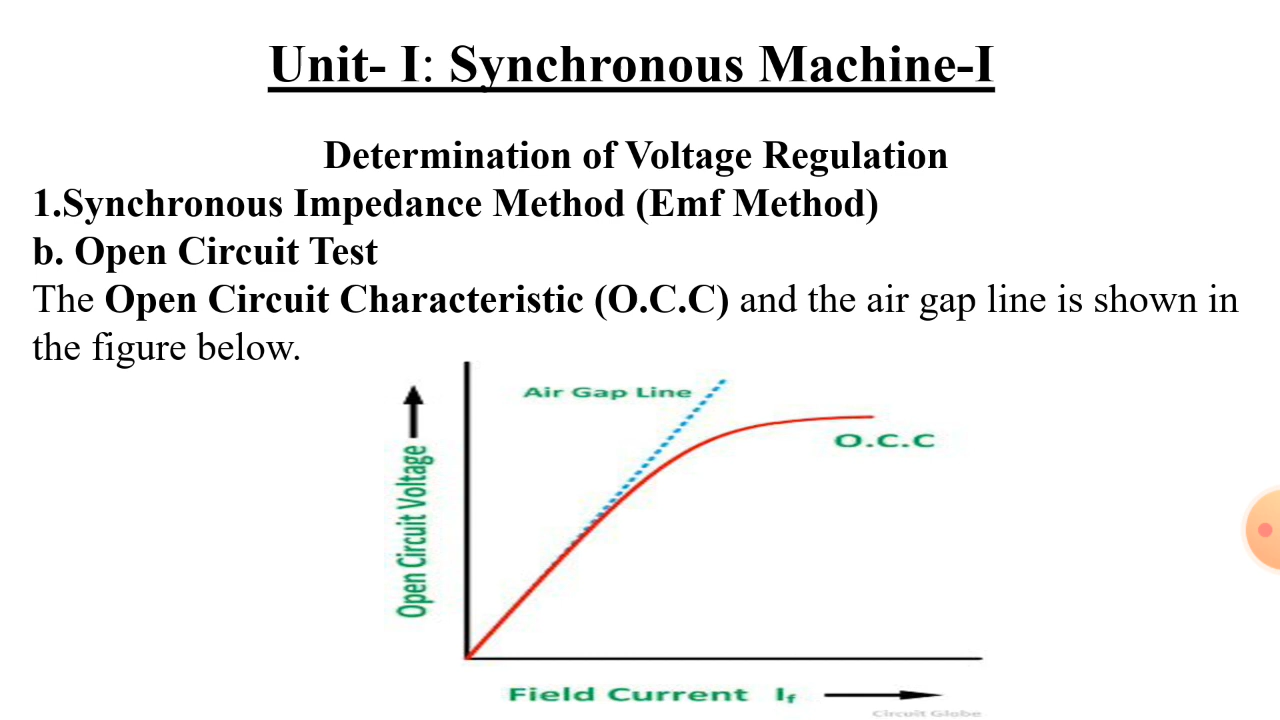 Unit- I: Synchronous Machine-I
Determination of Voltage Regulation
1.Synchronous Impedance Method (Emf Method)
b. Open Circuit Test
The Open Circuit Characteristic (O.C.C) and the air gap line is shown in
the figure below.
Air Gap Line
O.C.C
Open Circuit Voltage
Field Current If
Circuit Globe